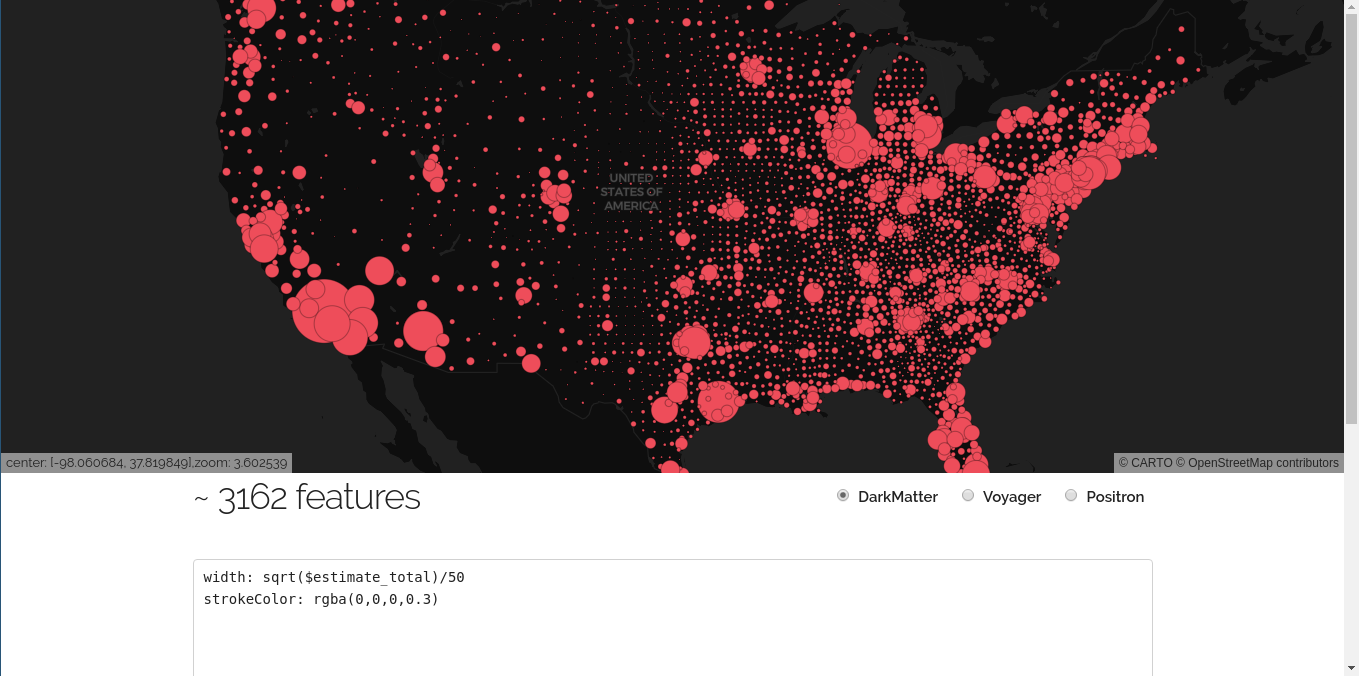 UNITED
STATES OF
AMERICA
center: [-98.060684, 37.819849],zoom: 3.602539
© CARTO © OpenStreetMap contributors
~ 3162 features
DarkMatter Voyager Positron
width: sqrt($estimate_total)/50
strokeColor: rgba(0,0,0,0.3)